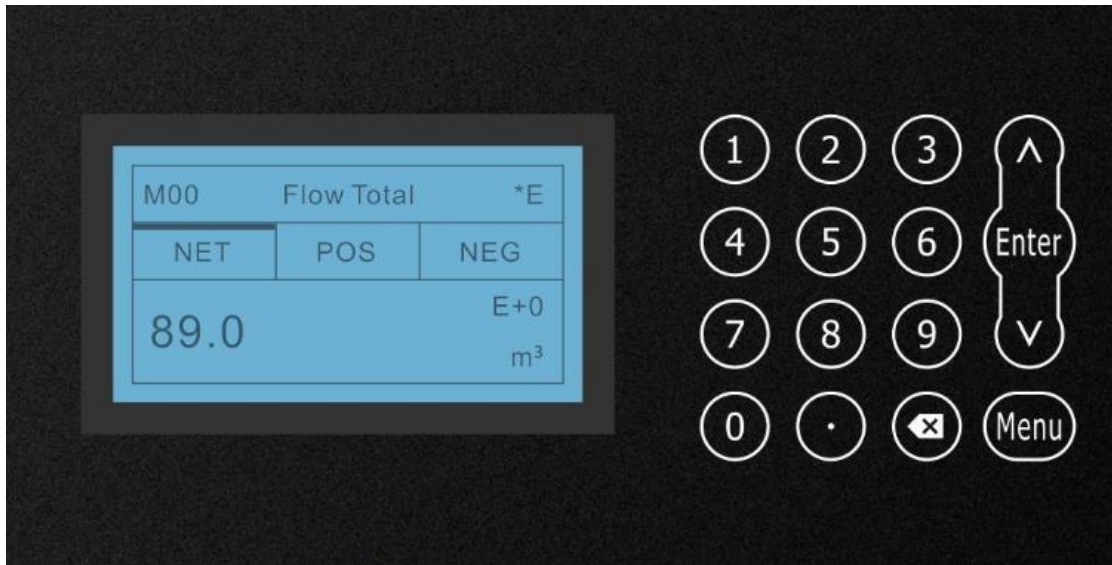 M00 Flow Total *E
NET POS NEG
89.0 E+0
m³
1 2 3 ∧
4 5 6 Enter
7 8 9 ∨
0 . Menu